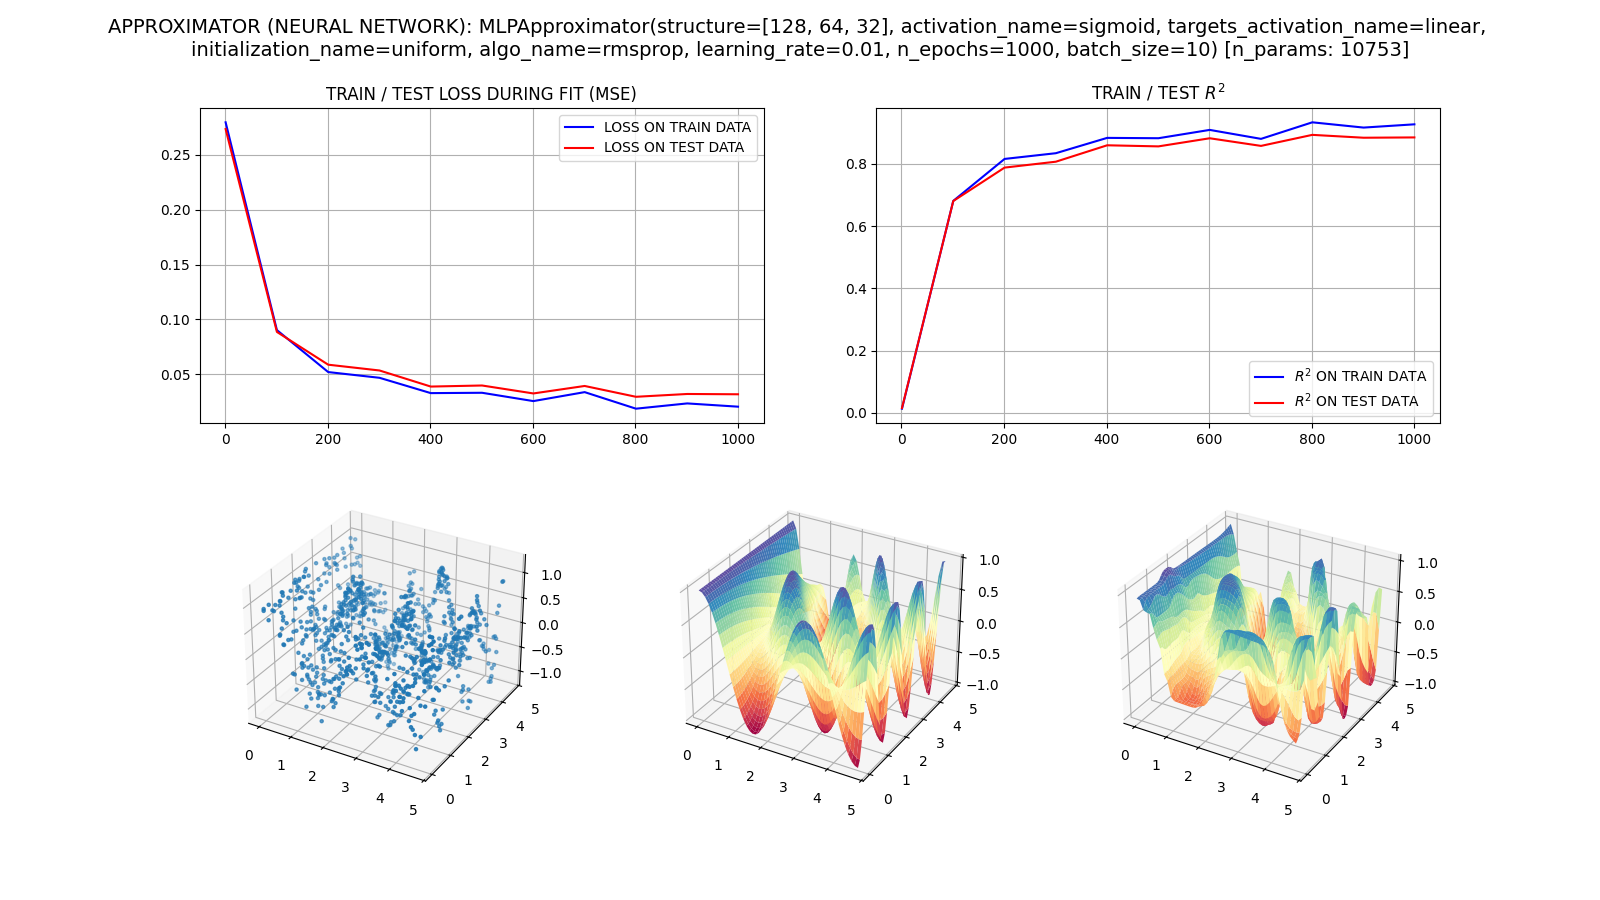 APPROXIMATOR (NEURAL NETWORK): MLPApproximator(structure=[128, 64, 32], activation_name=sigmoid, targets_activation_name=linear,
initialization_name=uniform, algo_name=rmsprop, learning_rate=0.01, n_epochs=1000, batch_size=10) [n_params: 10753]
TRAIN / TEST LOSS DURING FIT (MSE)
LOSS ON TRAIN DATA
LOSS ON TEST DATA
0.25
0.20
0.15
0.10
0.05
0 200 400 600 800 1000
TRAIN / TEST R²
0.8
0.6
0.4
0.2
0.0
R² ON TRAIN DATA
R² ON TEST DATA
0 200 400 600 800 1000
1.0
0.5
0.0
−0.5
−1.0
0 1 2 3 4 5
0 1 2 3 4 5
1.0
0.5
0.0
−0.5
−1.0
0 1 2 3 4 5
0 1 2 3 4 5
1.0
0.5
0.0
−0.5
−1.0
0 1 2 3 4 5
0 1 2 3 4 5